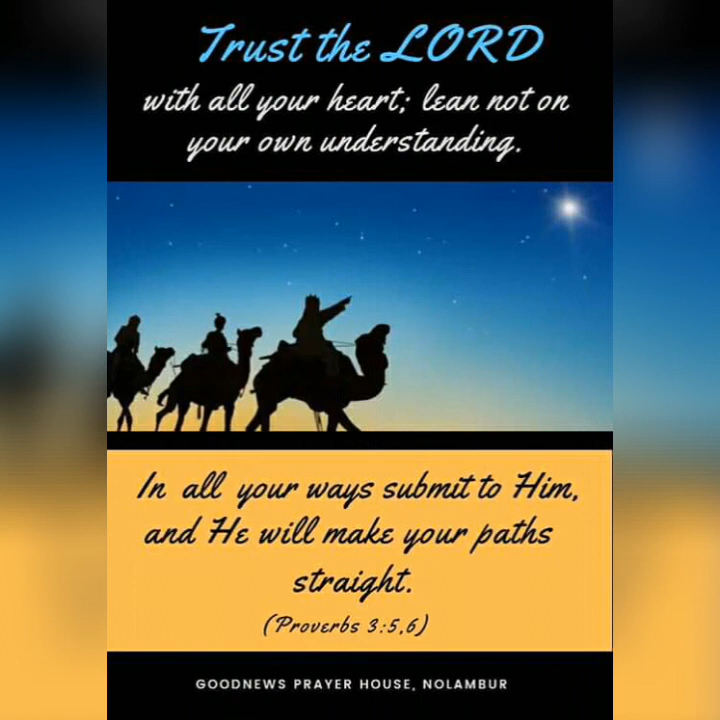 Trust the LORD
with all your heart; lean not on
your own understanding.
In all your ways submit to Him,
and He will make your paths
straight.
(Proverbs 3:5,6)
GOODNEWS PRAYER HOUSE, NOLAMBUR